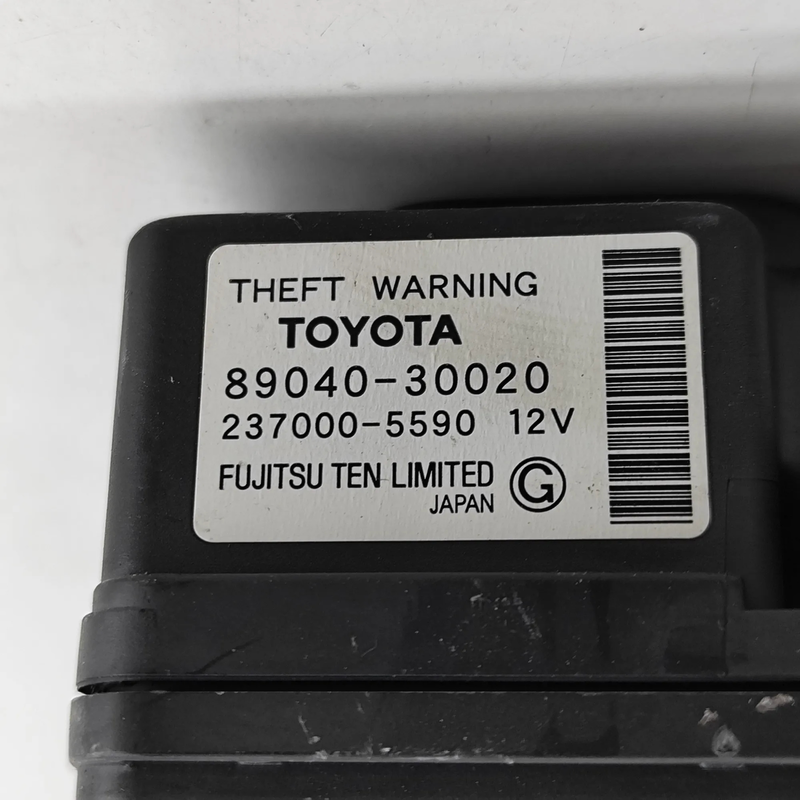 THEFT WARNING
TOYOTA
89040-30020
237000-5590 12V
FUJITSU TEN LIMITED G
JAPAN